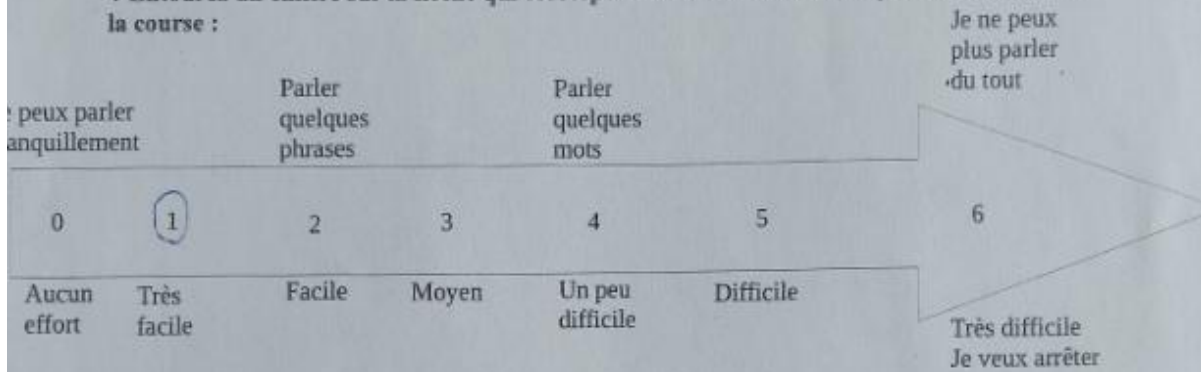 la course :
Je ne peux
plus parler
du tout
peux parler
Parler
quelques
phrases
Parler
quelques
mots
0 1 2 3 4 5 6
Aucun
effort
Très
facile
Facile
Moyen
Un peu
difficile
Difficile
Très difficile
Je veux arrêter